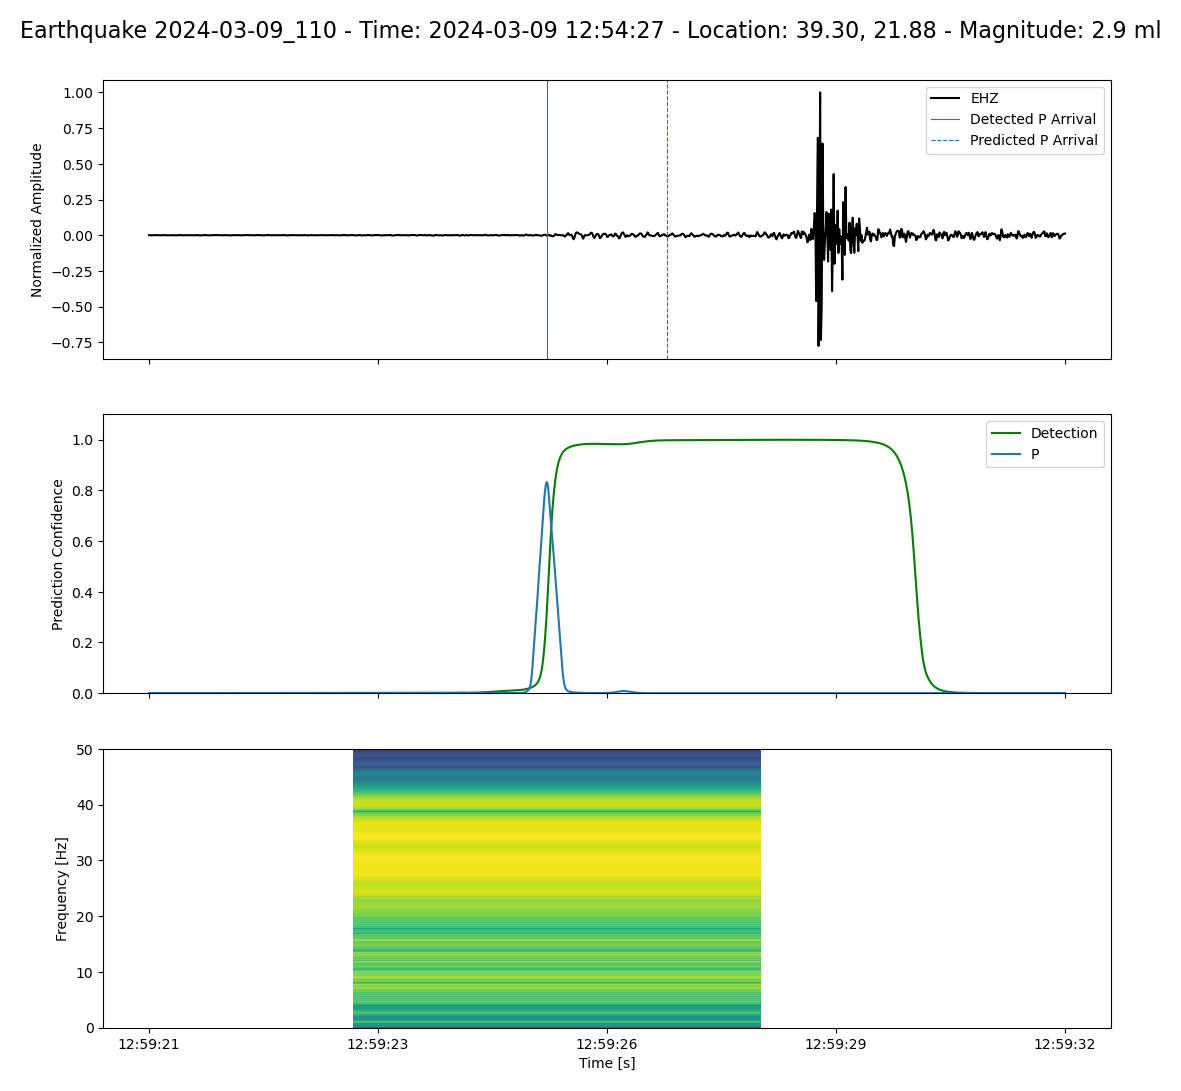 Earthquake 2024-03-09_110 - Time: 2024-03-09 12:54:27 - Location: 39.30, 21.88 - Magnitude: 2.9 ml
Normalized Amplitude
1.00
0.75
0.50
0.25
0.00
−0.25
−0.50
−0.75
EHZ
Detected P Arrival
Predicted P Arrival
Prediction Confidence
1.0
0.8
0.6
0.4
0.2
0.0
Detection
P
Frequency [Hz]
50
40
30
20
10
0
12:59:21 12:59:23 12:59:26 12:59:29 12:59:32
Time [s]